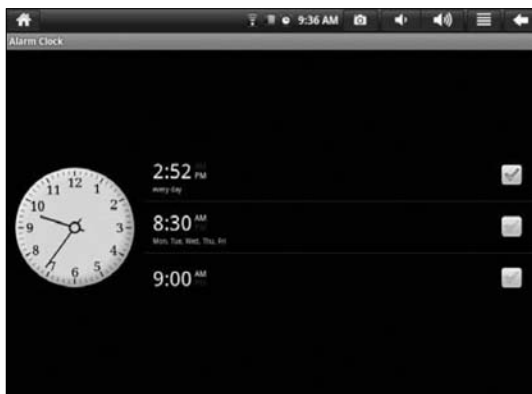 9:36 AM
Alarm Clock
12
11
1
10
2
9
3
8
4
7
5
6
2:52 PM
every day
8:30 AM
Mon, Tue, Wed, Thu, Fri
9:00 AM